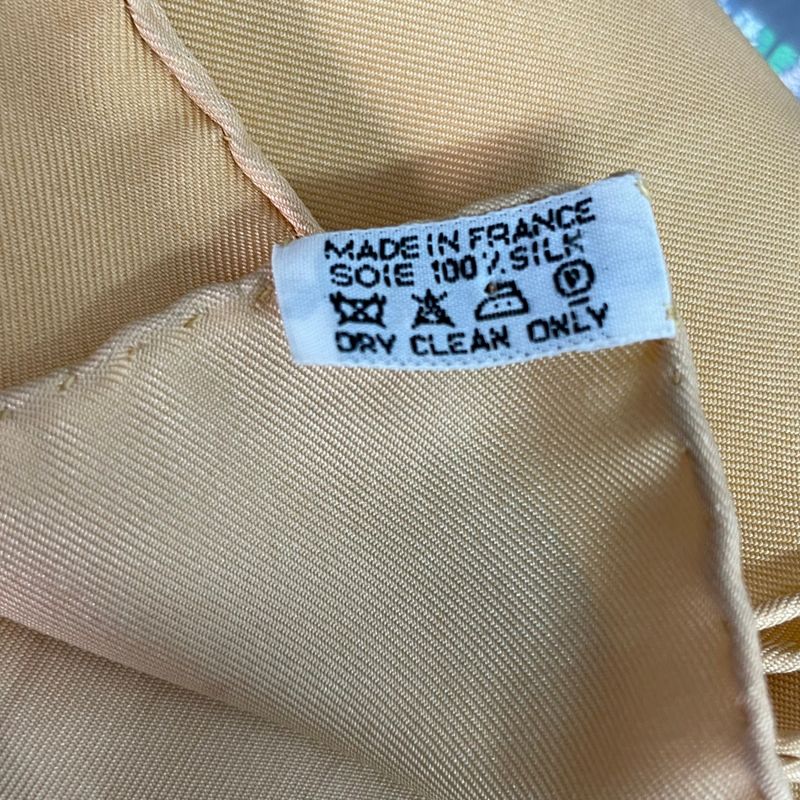 MADE IN FRANCE
SOIE 100% SILK
P
DRY CLEAN ONLY